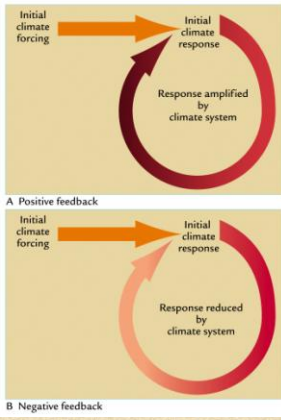 Initial
climate
forcing
Initial
climate
response
Response amplified
by
climate system
A Positive feedback
Initial
climate
forcing
Initial
climate
response
Response reduced
by
climate system
B Negative feedback